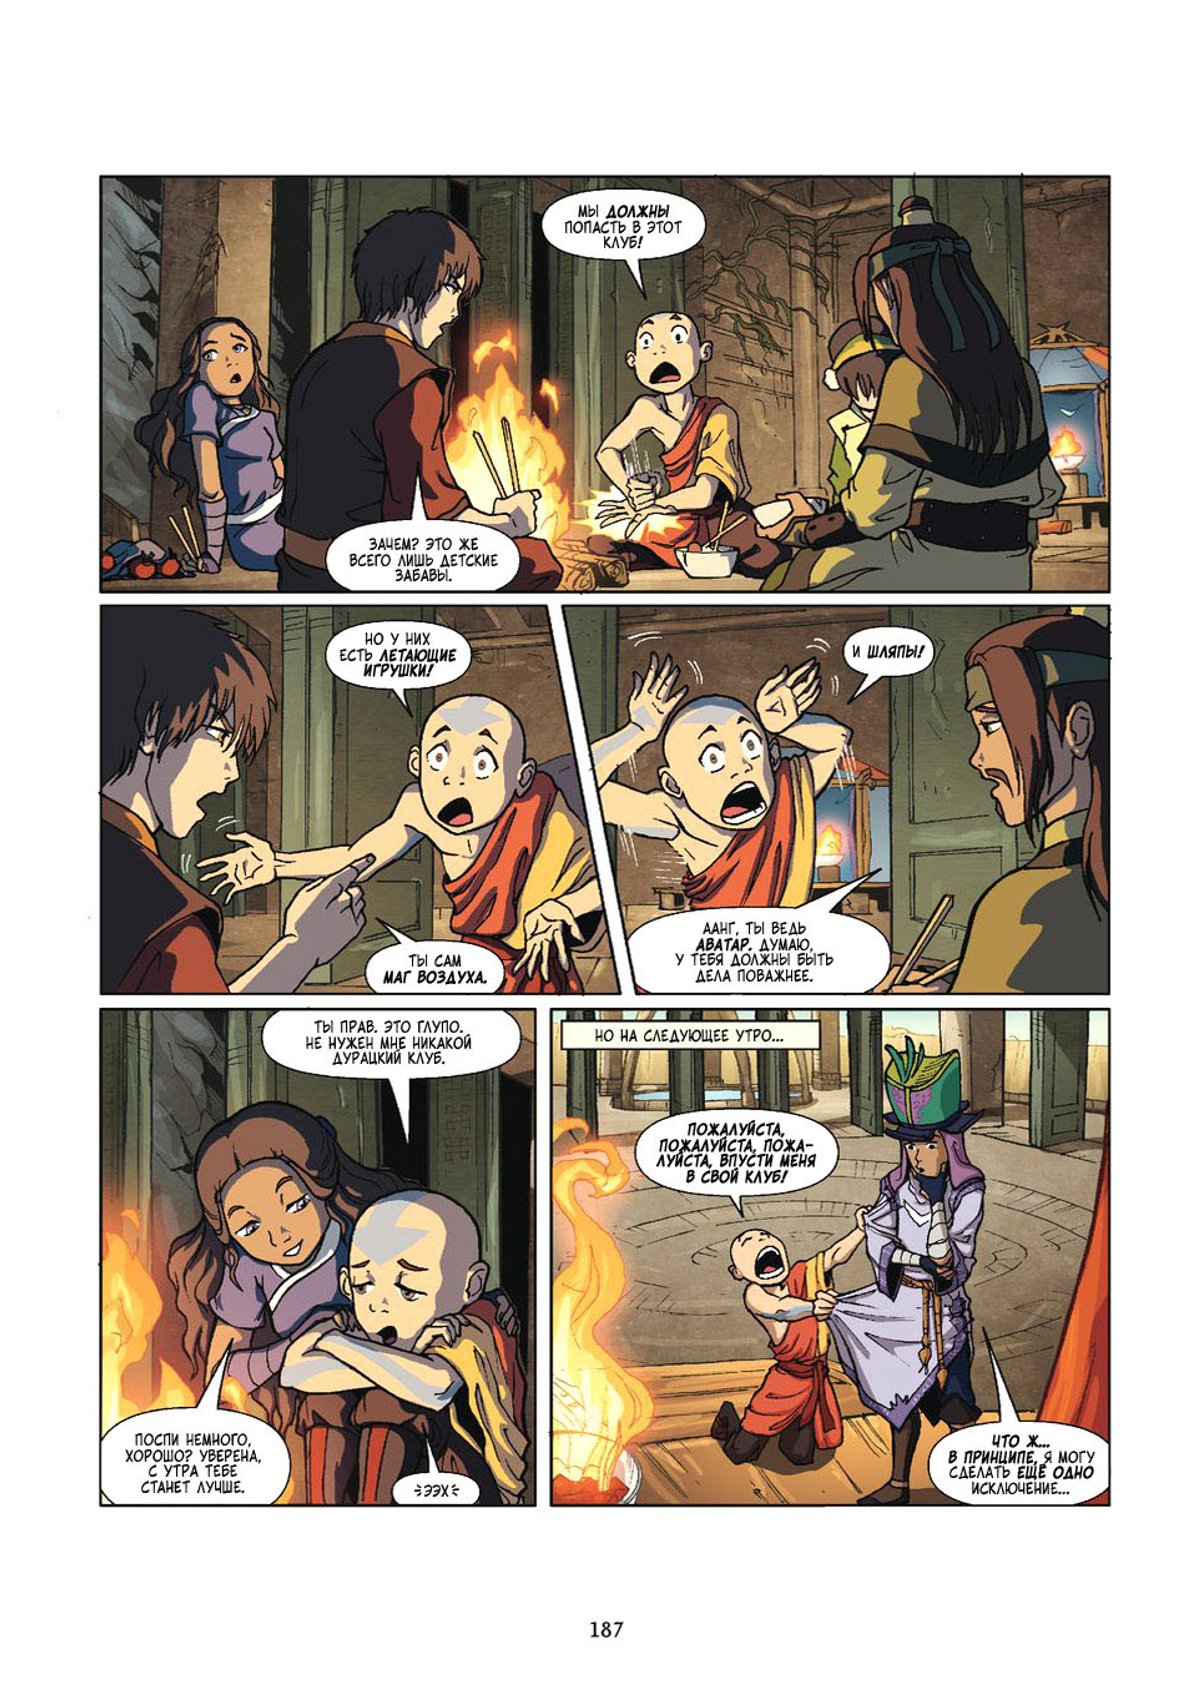 МЫ ДОЛЖНЫ
ПОПАСТЬ В ЭТОТ
КЛУБ!
ЗАЧЕМ? ЭТО ЖЕ
ВСЕГО ЛИШЬ ДЕТСКИЕ
ЗАБАВЫ.
НО У НИХ
ЕСТЬ ЛЕТАЮЩИЕ
ИГРУШКИ!
ТЫ САМ
МАГ ВОЗДУХА.
И ШЛЯПЫ!
ААНГ, ТЫ ВЕДЬ
АВАТАР. ДУМАЮ,
У ТЕБЯ ДОЛЖНЫ БЫТЬ
ДЕЛА ПОВАЖНЕЕ.
ТЫ ПРАВ. ЭТО ГЛУПО.
НЕ НУЖЕН МНЕ НИКАКОЙ
ДУРАЦКИЙ КЛУБ.
ПОСПИ НЕМНОГО,
ХОРОШО? УВЕРЕНА,
С УТРА ТЕБЕ
СТАНЕТ ЛУЧШЕ.
ЭЭХ
НО НА СЛЕДУЮЩЕЕ УТРО...
ПОЖАЛУЙСТА,
ПОЖАЛУЙСТА, ПОЖА-
ЛУЙСТА, ВПУСТИ МЕНЯ
В СВОЙ КЛУБ!
ЧТО Ж...
В ПРИНЦИПЕ, Я МОГУ
СДЕЛАТЬ ЕЩЁ ОДНО
ИСКЛЮЧЕНИЕ...
187